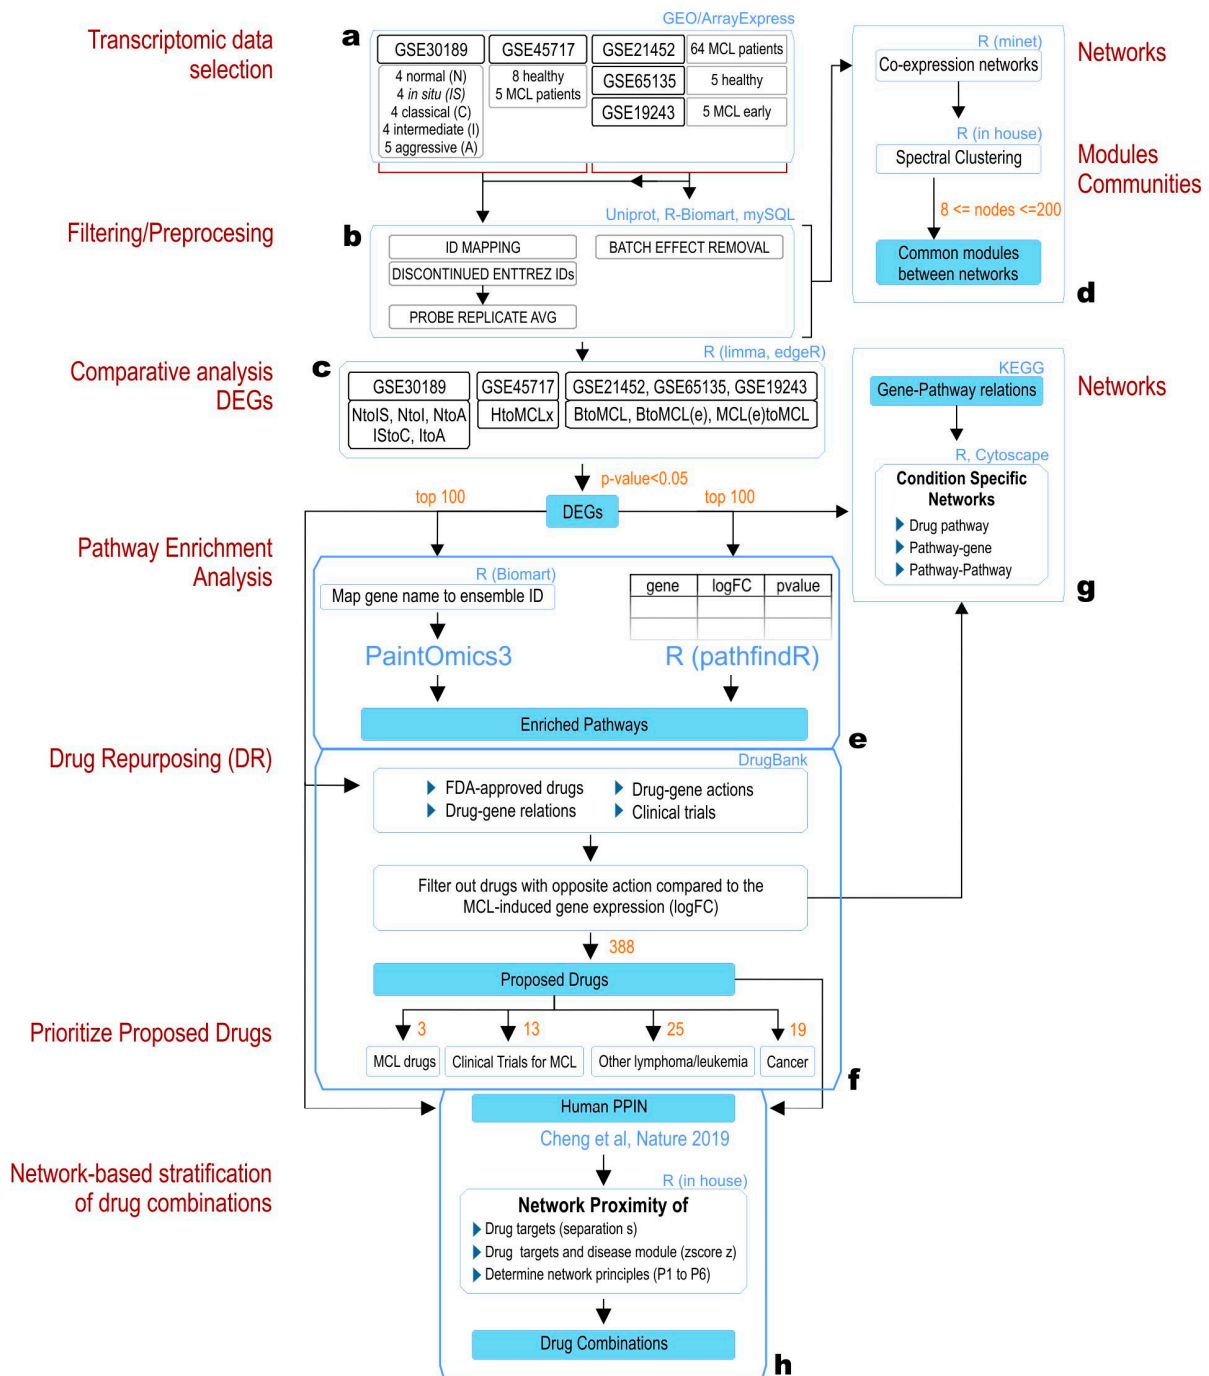 Transcriptomic data
selection
a
GEO/ArrayExpress
GSE30189
GSE45717
GSE21452
64 MCL patients
4 normal (N)
4 in situ (IS)
4 classical (C)
4 intermediate (I)
5 aggressive (A)
8 healthy
5 MCL patients
GSE65135
5 healthy
GSE19243
5 MCL early
Networks
R (minet)
Co-expression networks
R (in house)
Spectral Clustering
Modules
Communities
8 <= nodes <=200
Common modules
between networks
d
Filtering/Preprocesing
Uniprot, R-Biomart, mySQL
b
ID MAPPING
BATCH EFFECT REMOVAL
DISCONTINUED ENTTREZ IDs
PROBE REPLICATE AVG
Comparative analysis
DEGs
c
R (limma, edgeR)
GSE30189
GSE45717
GSE21452, GSE65135, GSE19243
NtoIS, NtoI, NtoA
IStoC, ItoA
HtoMCLx
BtoMCL, BtoMCL(e), MCL(e)toMCL
p-value<0.05
top 100
top 100
DEGs
Networks
KEGG
Gene-Pathway relations
R, Cytoscape
Condition Specific
Networks
Drug pathway
Pathway-gene
Pathway-Pathway
g
Pathway Enrichment
Analysis
R (Biomart)
Map gene name to ensemble ID
gene logFC pvalue
PaintOmics3
R (pathfindR)
Enriched Pathways
e
Drug Repurposing (DR)
DrugBank
FDA-approved drugs
Drug-gene actions
Drug-gene relations
Clinical trials
Filter out drugs with opposite action compared to the
MCL-induced gene expression (logFC)
388
Proposed Drugs
Prioritize Proposed Drugs
3
13
25
19
MCL drugs
Clinical Trials for MCL
Other lymphoma/leukemia
Cancer
f
Human PPIN
Cheng et al, Nature 2019
Network-based stratification
of drug combinations
R (in house)
Network Proximity of
Drug targets (separation s)
Drug targets and disease module (zscore z)
Determine network principles (P1 to P6)
Drug Combinations
h